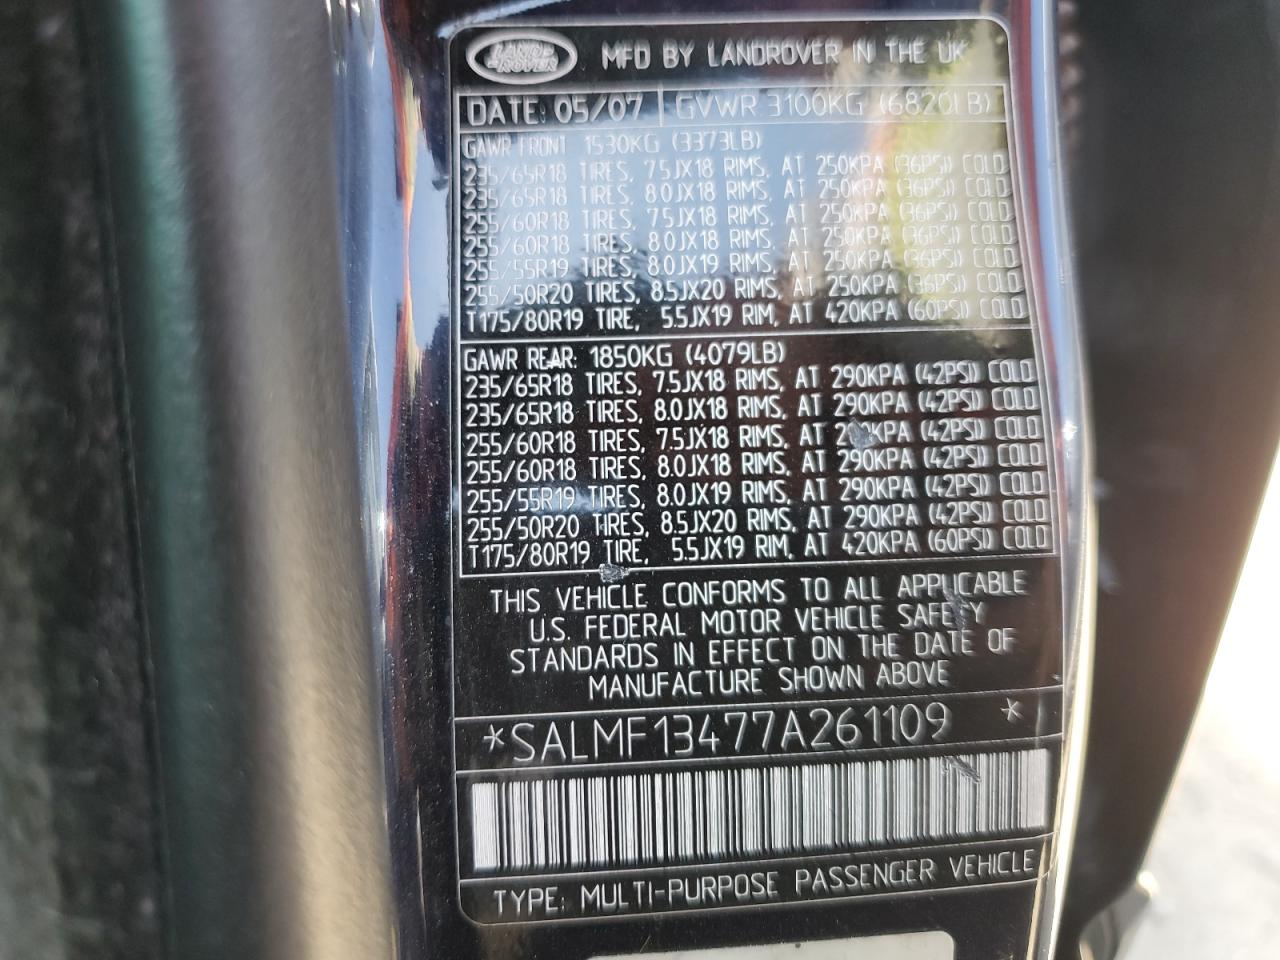 LAND-
-ROVER
MFD BY LANDROVER IN THE UK
DATE: 05/07 GVWR 3100KG (6820LB)
GAWR FRONT 1530KG (3373LB)
235/65R18 TIRES, 7.5JX18 RIMS, AT 250KPA (36PSI) COLD
235/65R18 TIRES, 8.0JX18 RIMS, AT 250KPA (36PSI) COLD
255/60R18 TIRES, 7.5JX18 RIMS, AT 250KPA (36PSI) COLD
255/60R18 TIRES, 8.0JX18 RIMS, AT 250KPA (36PSI) COLD
255/55R19 TIRES, 8.0JX19 RIMS, AT 250KPA (36PSI) COLD
255/50R20 TIRES, 8.5JX20 RIMS, AT 250KPA (36PSI) COLD
T175/80R19 TIRE, 5.5JX19 RIM, AT 420KPA (60PSI) COLD
GAWR REAR: 1850KG (4079LB)
235/65R18 TIRES, 7.5JX18 RIMS, AT 290KPA (42PSI) COLD
235/65R18 TIRES, 8.0JX18 RIMS, AT 290KPA (42PSI) COLD
255/60R18 TIRES, 7.5JX18 RIMS, AT 290KPA (42PSI) COLD
255/60R18 TIRES, 8.0JX18 RIMS, AT 290KPA (42PSI) COLD
255/55R19 TIRES, 8.0JX19 RIMS, AT 290KPA (42PSI) COLD
255/50R20 TIRES, 8.5JX20 RIMS, AT 290KPA (42PSI) COLD
T175/80R19 TIRE, 5.5JX19 RIM, AT 420KPA (60PSI) COLD
THIS VEHICLE CONFORMS TO ALL APPLICABLE
U.S. FEDERAL MOTOR VEHICLE SAFETY
STANDARDS IN EFFECT ON THE DATE OF
MANUFACTURE SHOWN ABOVE
*SALMF13477A261109 *
TYPE: MULTI-PURPOSE PASSENGER VEHICLE